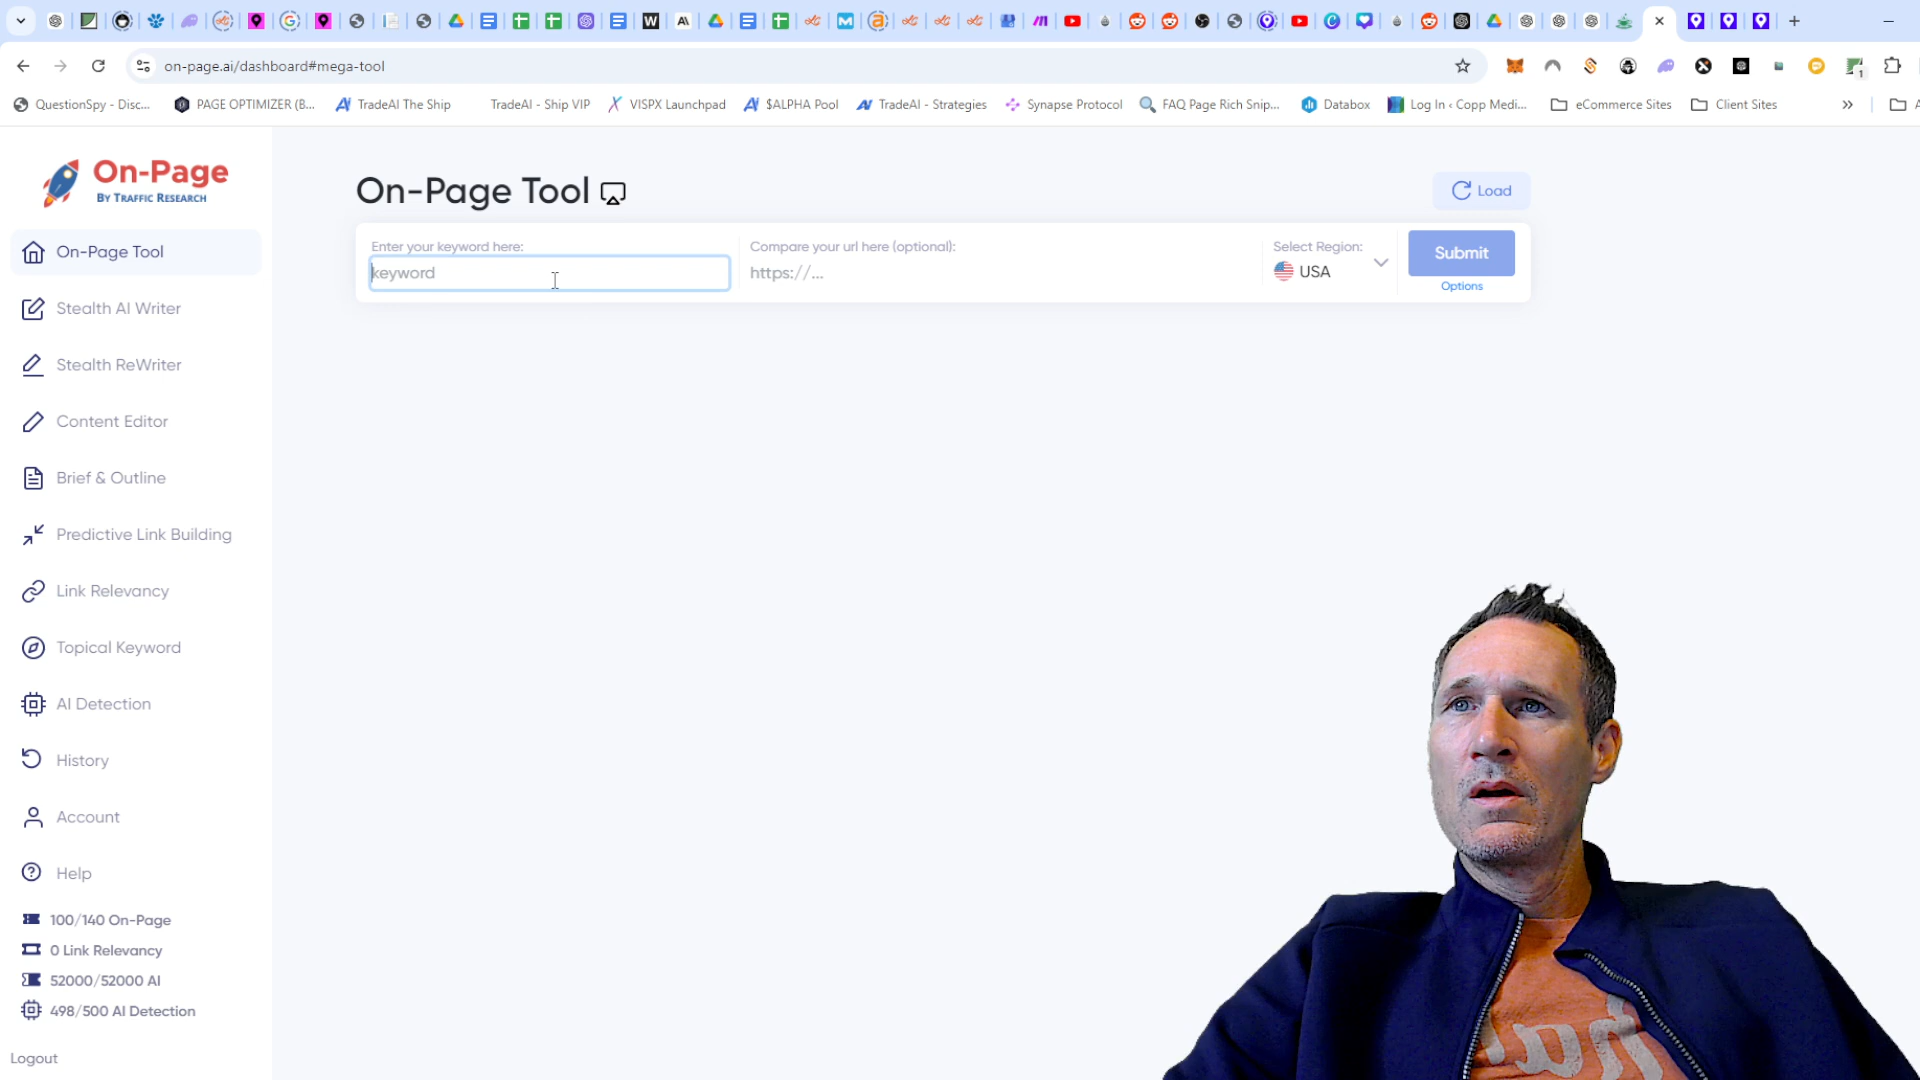 on-page.ai/dashboard#mega-tool
1
QuestionSpy - Disc...
PAGE OPTIMIZER (B...
TradeAI The Ship
TradeAI - Ship VIP
VISPX Launchpad
$ALPHA Pool
TradeAI - Strategies
Synapse Protocol
FAQ Page Rich Snip...
Databox
Log In ‹ Copp Medi...
eCommerce Sites
Client Sites
On-Page
BY TRAFFIC RESEARCH
On-Page Tool
Stealth AI Writer
Stealth ReWriter
Content Editor
Brief & Outline
Predictive Link Building
Link Relevancy
Topical Keyword
AI Detection
History
Account
Help
100/140 On-Page
0 Link Relevancy
52000/52000 AI
498/500 AI Detection
Logout
On-Page Tool
Load
Enter your keyword here:
keyword
Compare your url here (optional):
https://...
Select Region:
USA
Submit
Options